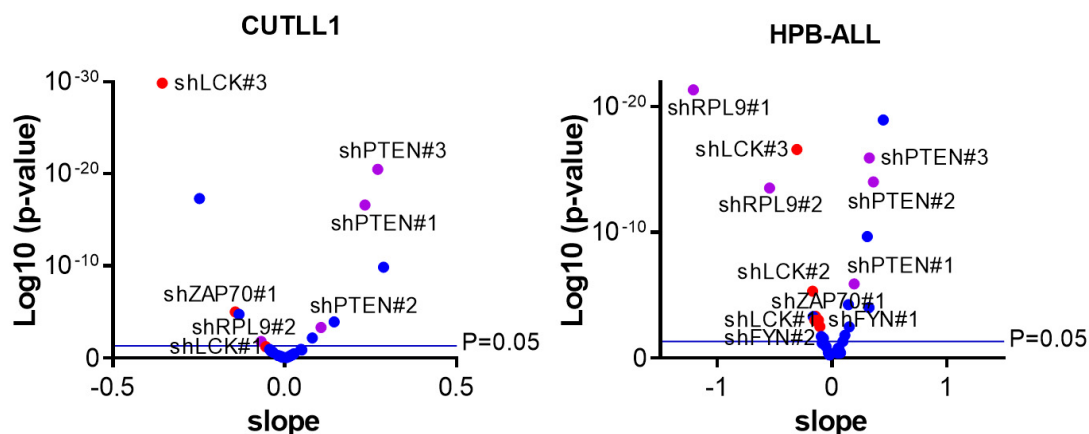 CUTLL1
Log10 (p-value)
10-30
10-20
10-10
0
shLCK#3
shPTEN#3
shPTEN#1
shZAP70#1
shPTEN#2
shRPL9#2
shLCK#1
P=0.05
-0.5
0.0
0.5
slope
HPB-ALL
Log10 (p-value)
10-20
10-10
0
shRPL9#1
shLCK#3
shPTEN#3
shRPL9#2
shPTEN#2
shLCK#2
shPTEN#1
shZAP70#1
shLCK#1
shFYN#1
shFYN#2
P=0.05
-1
0
1
slope